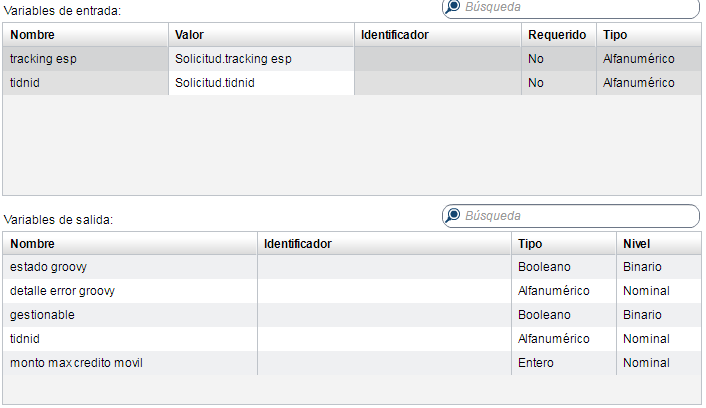 Variables de entrada: Búsqueda
Nombre Valor Identificador Requerido Tipo
tracking esp Solicitud.tracking esp No Alfanumérico
tidnid Solicitud.tidnid No Alfanumérico
Variables de salida: Búsqueda
Nombre Identificador Tipo Nivel
estado groovy Booleano Binario
detalle error groovy Alfanumérico Nominal
gestionable Booleano Binario
tidnid Alfanumérico Nominal
monto max credito movil Entero Nominal